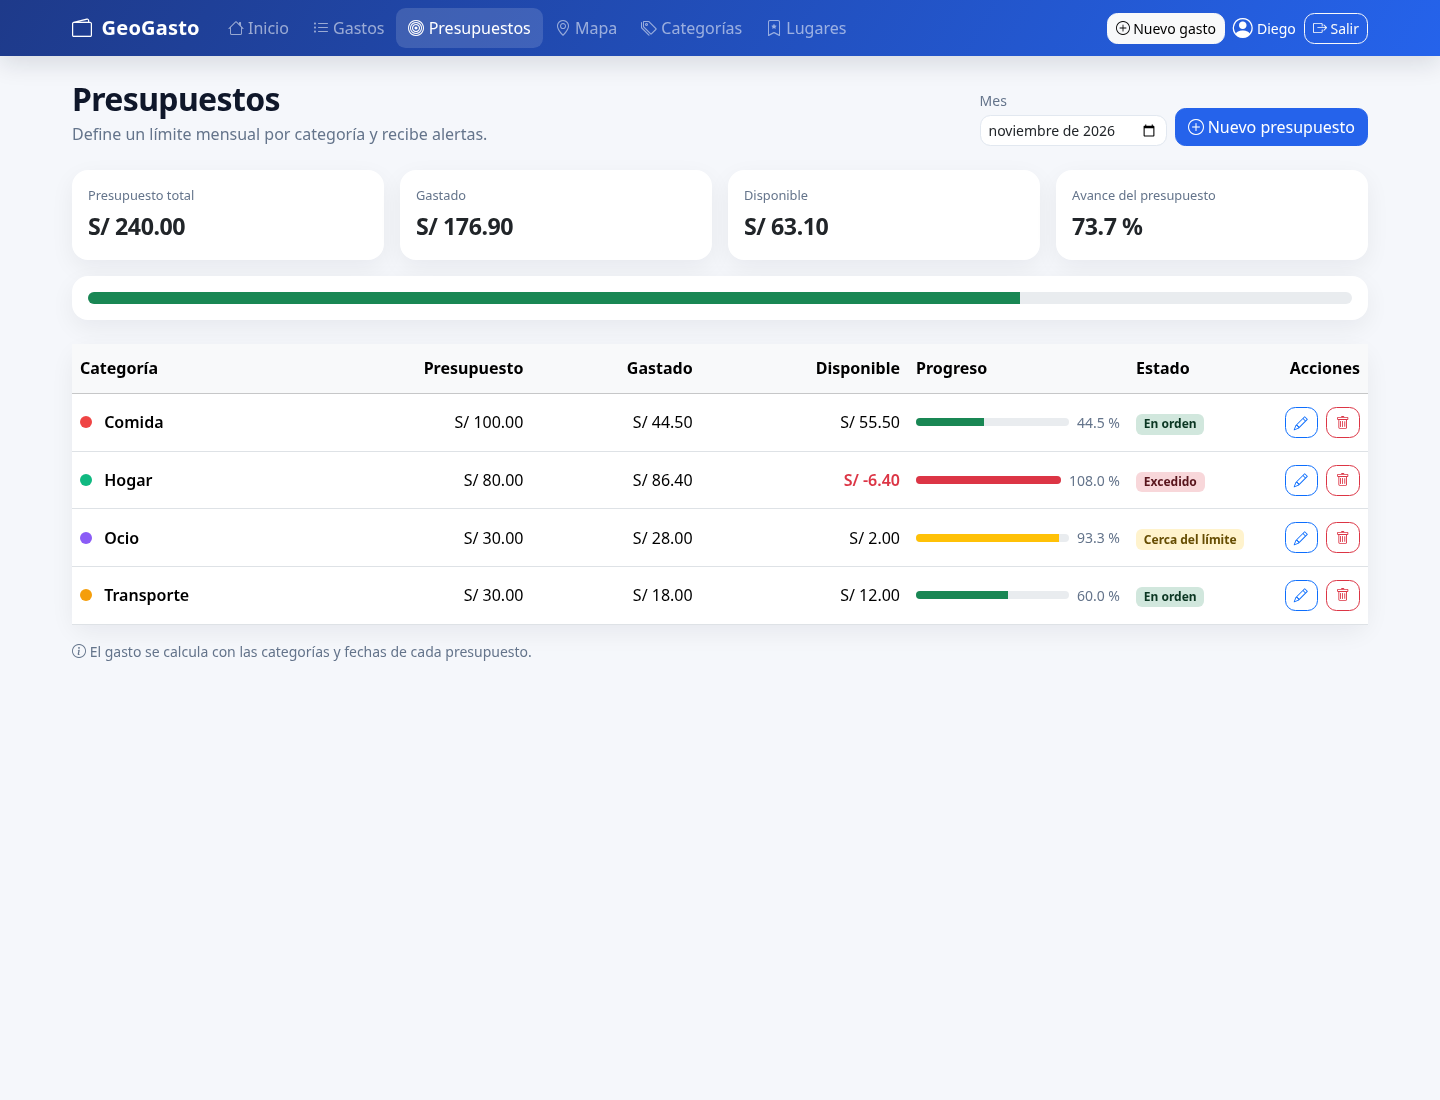 GeoGasto Inicio Gastos Presupuestos Mapa Categorías Lugares Nuevo gasto Diego Salir
Presupuestos
Define un límite mensual por categoría y recibe alertas.
Mes
noviembre de 2026
Nuevo presupuesto
Presupuesto total
S/ 240.00
Gastado
S/ 176.90
Disponible
S/ 63.10
Avance del presupuesto
73.7 %
Categoría Presupuesto Gastado Disponible Progreso Estado Acciones
Comida S/ 100.00 S/ 44.50 S/ 55.50 44.5 % En orden
Hogar S/ 80.00 S/ 86.40 S/ -6.40 108.0 % Excedido
Ocio S/ 30.00 S/ 28.00 S/ 2.00 93.3 % Cerca del límite
Transporte S/ 30.00 S/ 18.00 S/ 12.00 60.0 % En orden
El gasto se calcula con las categorías y fechas de cada presupuesto.